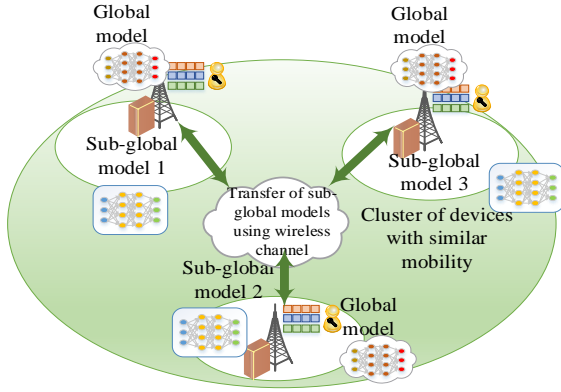 Global
model
Global
model
Sub-global
model 1
Sub-global
model 3
Transfer of sub-
global models
using wireless
channel
Cluster of devices
with similar
mobility
Sub-global
model 2
Global
model